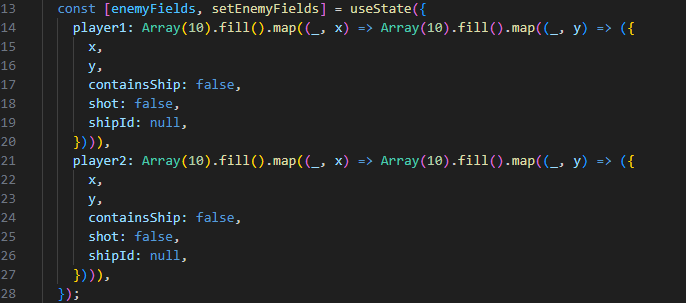 13 const [enemyFields, setEnemyFields] = useState({
14 player1: Array(10).fill().map((_, x) => Array(10).fill().map((_, y) => ({
15 x,
16 y,
17 containsShip: false,
18 shot: false,
19 shipId: null,
20 }))),
21 player2: Array(10).fill().map((_, x) => Array(10).fill().map((_, y) => ({
22 x,
23 y,
24 containsShip: false,
25 shot: false,
26 shipId: null,
27 }))),
28 });